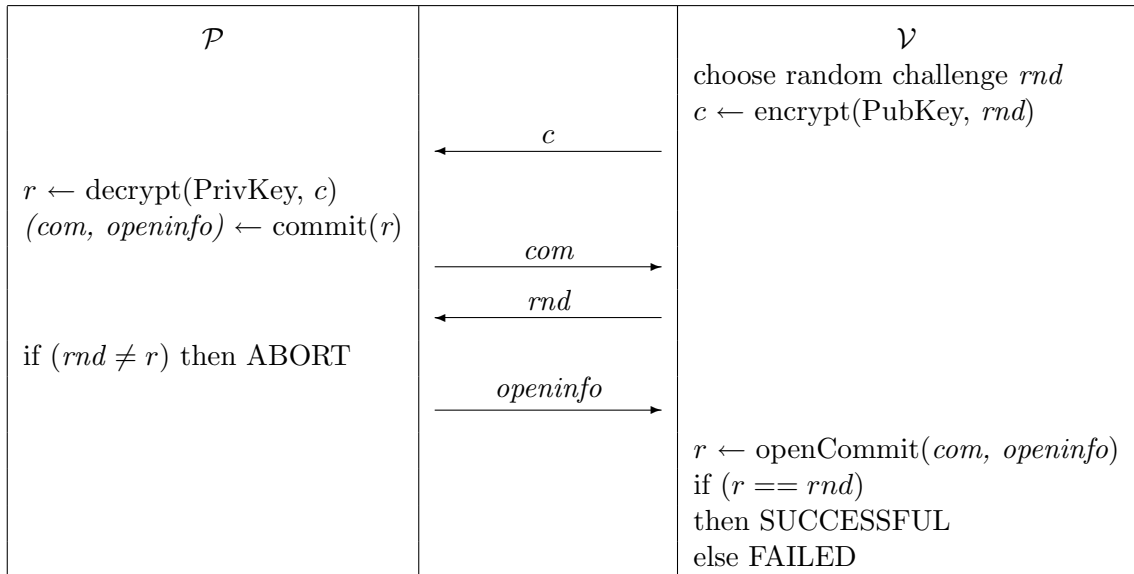 𝒫
𝒱
choose random challenge rnd
c ← encrypt(PubKey, rnd)
c
r ← decrypt(PrivKey, c)
(com, openinfo) ← commit(r)
com
rnd
if (rnd ≠ r) then ABORT
openinfo
r ← openCommit(com, openinfo)
if (r == rnd)
then SUCCESSFUL
else FAILED